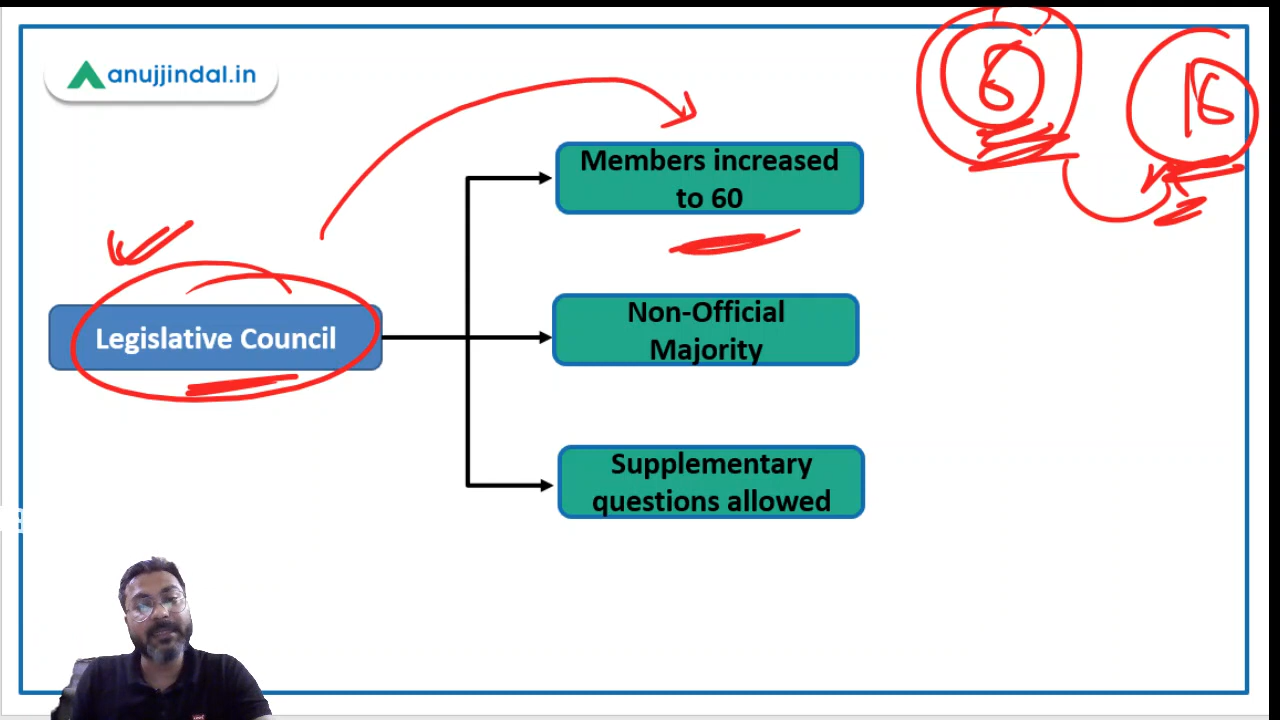 anujjindal.in
6
16
Members increased
to 60
Legislative Council
Non-Official
Majority
Supplementary
questions allowed